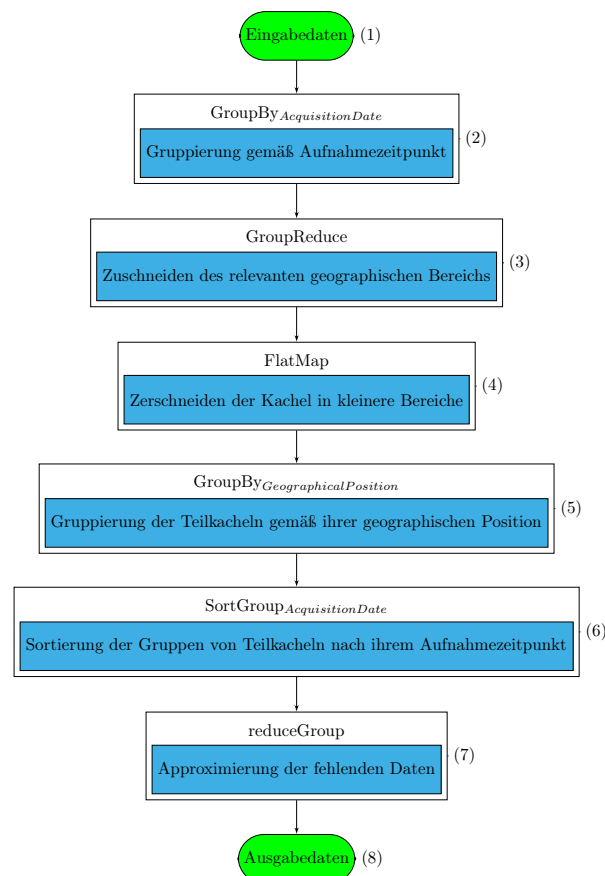 Eingabedaten (1)
GroupBy_AcquisitionDate
Gruppierung gemäß Aufnahmezeitpunkt (2)
GroupReduce
Zuschneiden des relevanten geographischen Bereichs (3)
FlatMap
Zerschneiden der Kachel in kleinere Bereiche (4)
GroupBy_GeographicalPosition
Gruppierung der Teilkacheln gemäß ihrer geographischen Position (5)
SortGroup_AcquisitionDate
Sortierung der Gruppen von Teilkacheln nach ihrem Aufnahmezeitpunkt (6)
reduceGroup
Approximierung der fehlenden Daten (7)
Ausgabedaten (8)